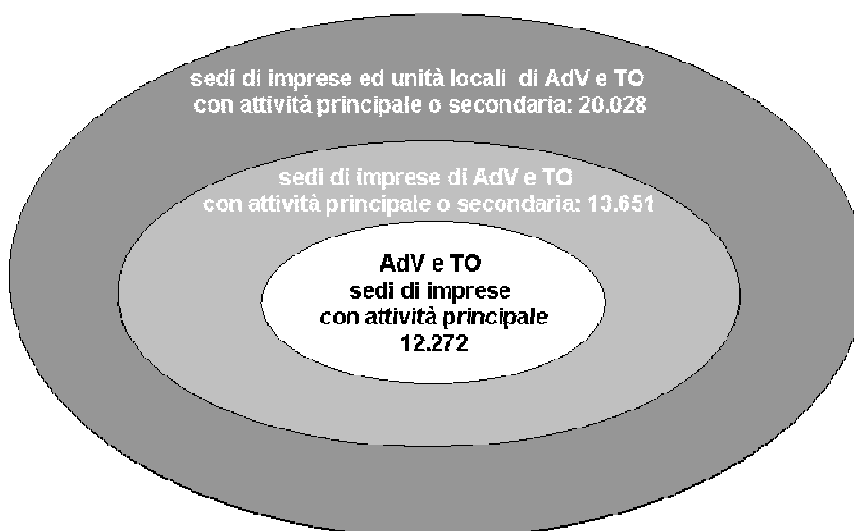 sedi di imprese ed unità locali di AdV e TO
con attività principale o secondaria: 20.028
sedi di imprese di AdV e TO
con attività principale o secondaria: 13.651
AdV e TO
sedi di imprese
con attività principale
12.272